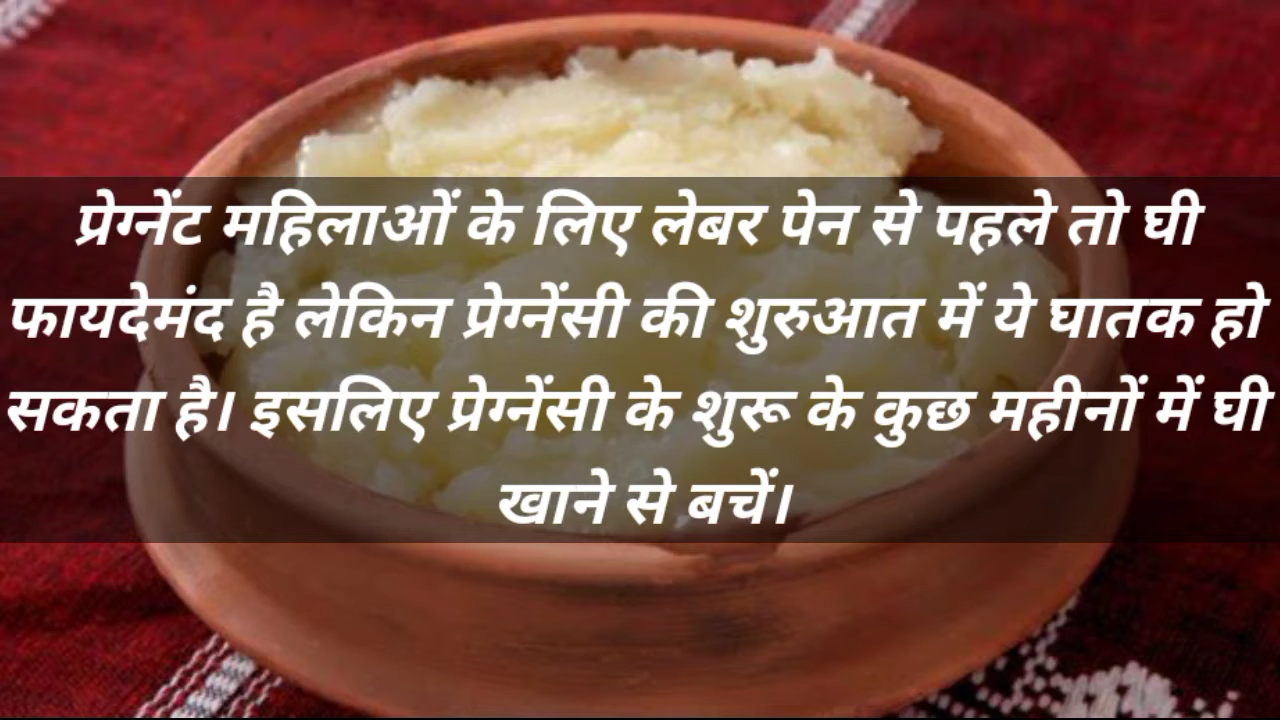 प्रेग्नेंट महिलाओं के लिए लेबर पेन से पहले तो घी
फायदेमंद है लेकिन प्रेग्नेंसी की शुरुआत में ये घातक हो
सकता है। इसलिए प्रेग्नेंसी के शुरू के कुछ महीनों में घी
खाने से बचें।